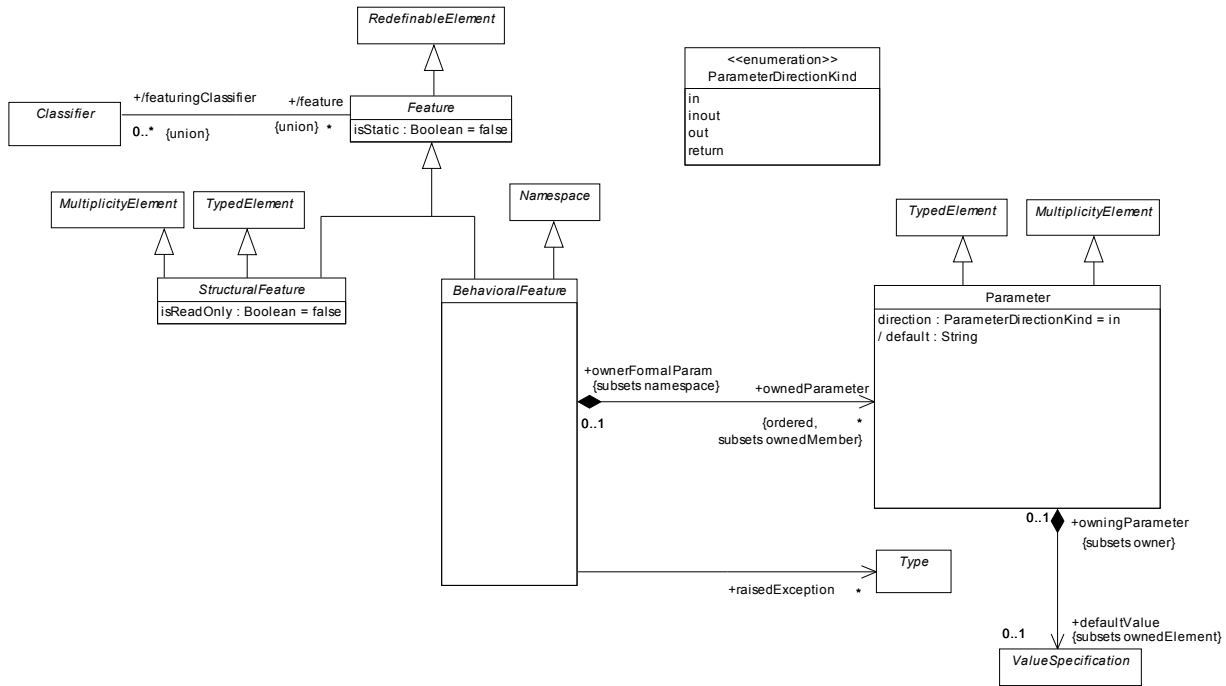 RedefinableElement
<<enumeration>>
ParameterDirectionKind
in
inout
out
return
+/featuringClassifier
+/feature
Classifier
Feature
0..*
{union}
{union}
*
isStatic : Boolean = false
MultiplicityElement
TypedElement
Namespace
TypedElement
MultiplicityElement
StructuralFeature
isReadOnly : Boolean = false
BehavioralFeature
Parameter
direction : ParameterDirectionKind = in
/ default : String
+ownerFormalParam
{subsets namespace}
+ownedParameter
0..1
{ordered,
subsets ownedMember}
*
0..1
+owningParameter
{subsets owner}
Type
+raisedException
*
+defaultValue
0..1
{subsets ownedElement}
ValueSpecification